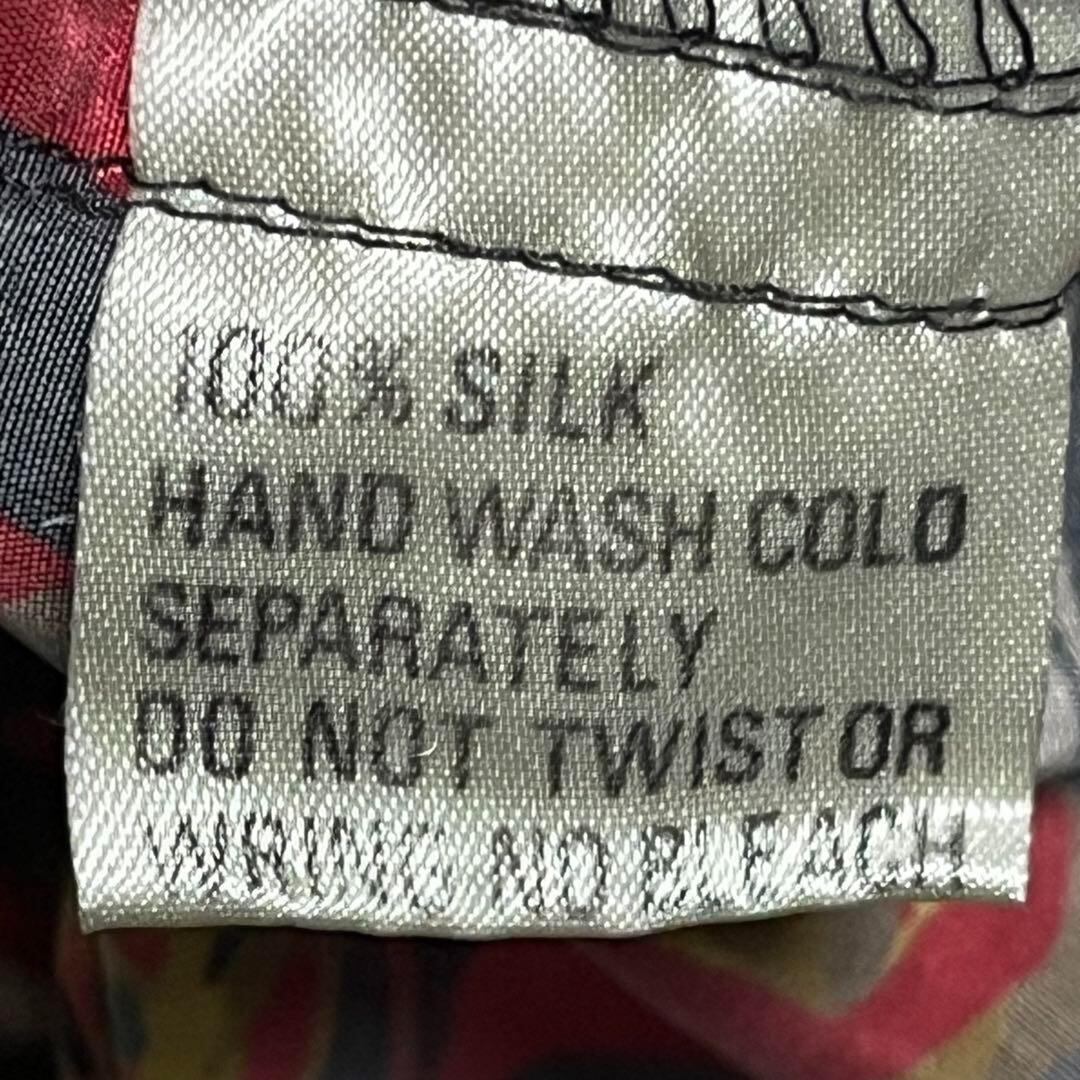 100% SILK
HAND WASH COLD
SEPARATELY
DO NOT TWIST OR
WRING NO BLEACH